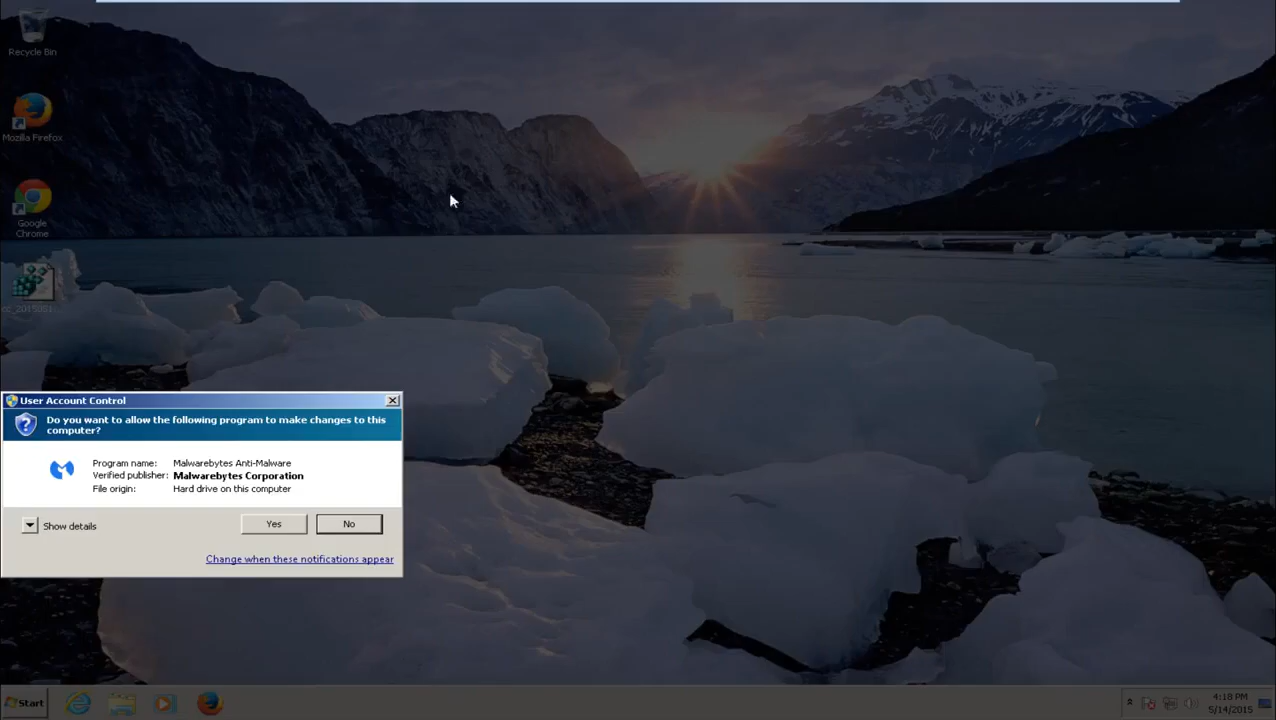 Recycle Bin
Mozilla Firefox
Google
Chrome
User Account Control
Do you want to allow the following program to make changes to this
computer?
Program name: Malwarebytes Anti-Malware
Verified publisher: Malwarebytes Corporation
File origin: Hard drive on this computer
Show details
Yes
No
Change when these notifications appear
Start
4:18 PM
5/14/2015